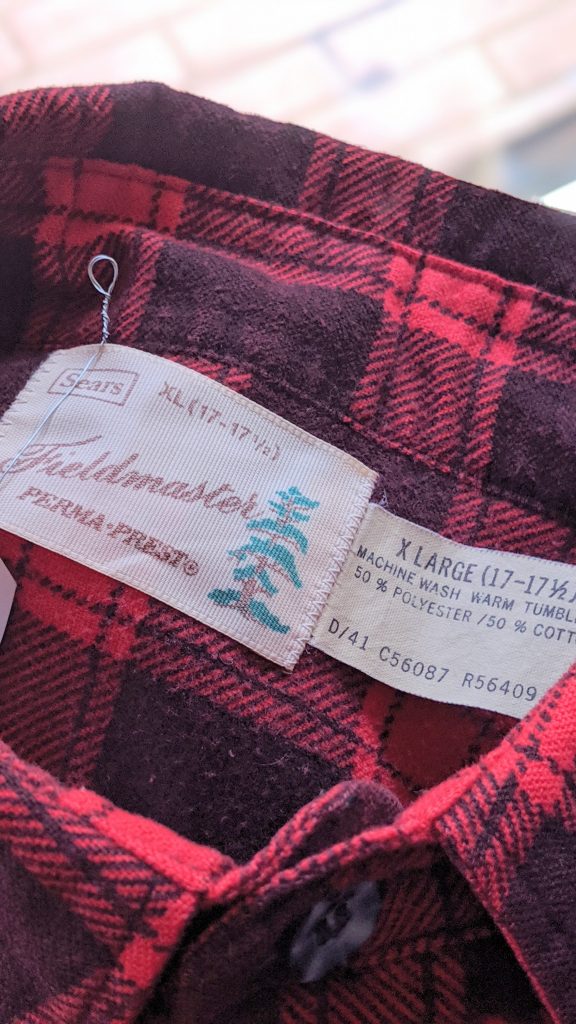 Sears
XL (17-17½)
Fieldmaster
PERMA·PREST®
X LARGE (17-17½)
MACHINE WASH WARM TUMBL
50 % POLYESTER / 50 % COTT
D/41 C56087 R56409